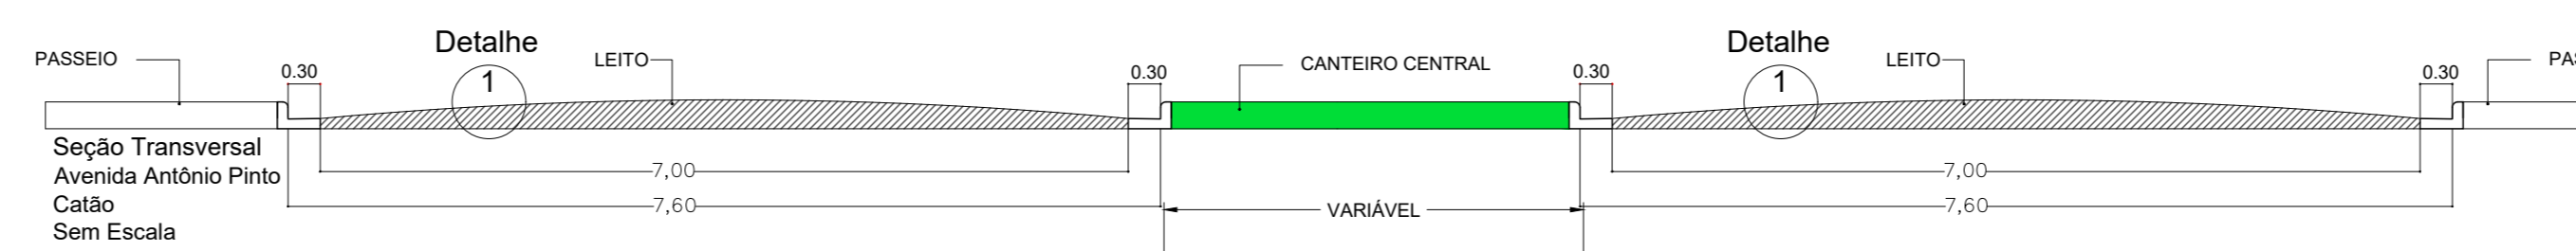 Detalhe
1
PASSEIO
LEITO
0.30
0.30
CANTEIRO CENTRAL
0.30
Detalhe
1
LEITO
0.30
Seção Transversal
Avenida Antônio Pinto
Catão
Sem Escala
7,00
7,60
VARIÁVEL
7,00
7,60